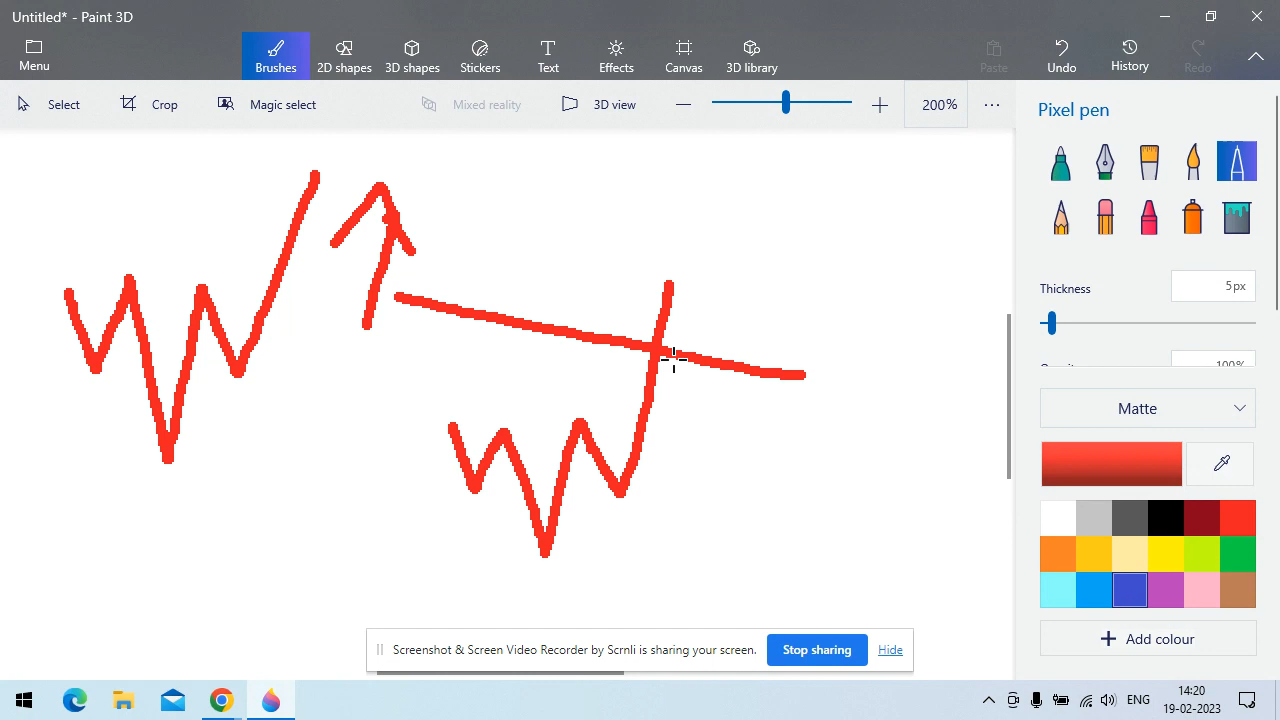 Untitled* - Paint 3D
Menu
Brushes
2D shapes
3D shapes
Stickers
Text
Effects
Canvas
3D library
Paste
Undo
History
Redo
Select
Crop
Magic select
Mixed reality
3D view
200%
Pixel pen
Thickness
5px
Matte
Add colour
Screenshot & Screen Video Recorder by Scrnli is sharing your screen.
Stop sharing
Hide
ENG
14:20
19-02-2023